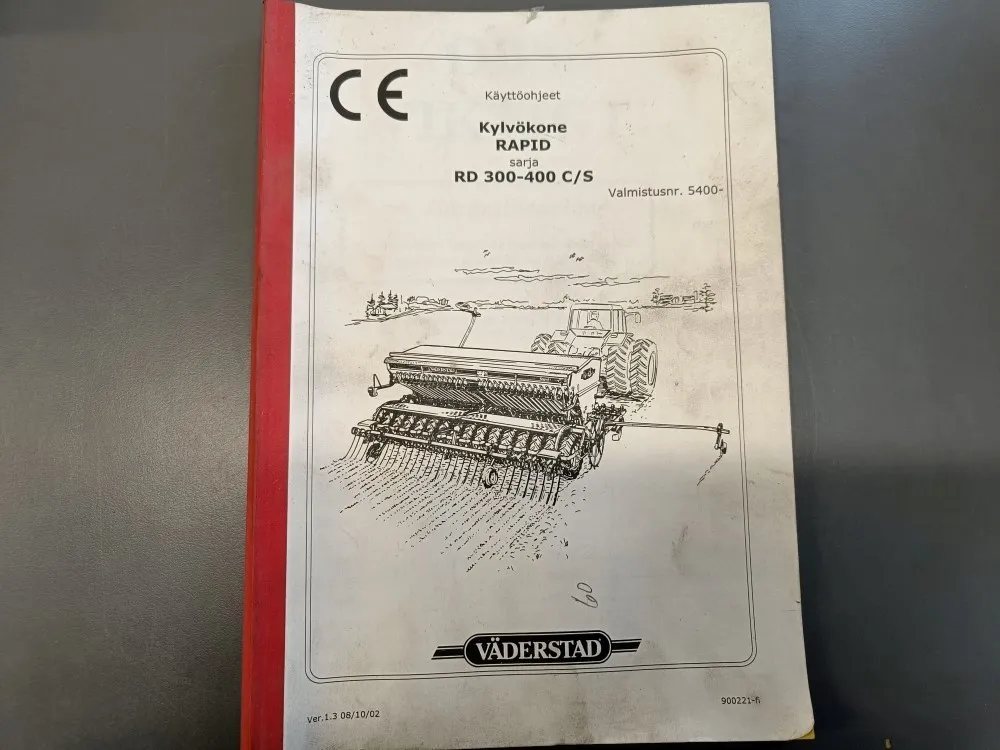 CE
Käyttöohjeet
Kylvökone
RAPID
sarja
RD 300-400 C/S
Valmistusnr. 5400-
VÄDERSTAD
60
VÄDERSTAD
Ver.1.3 08/10/02
900221-fi